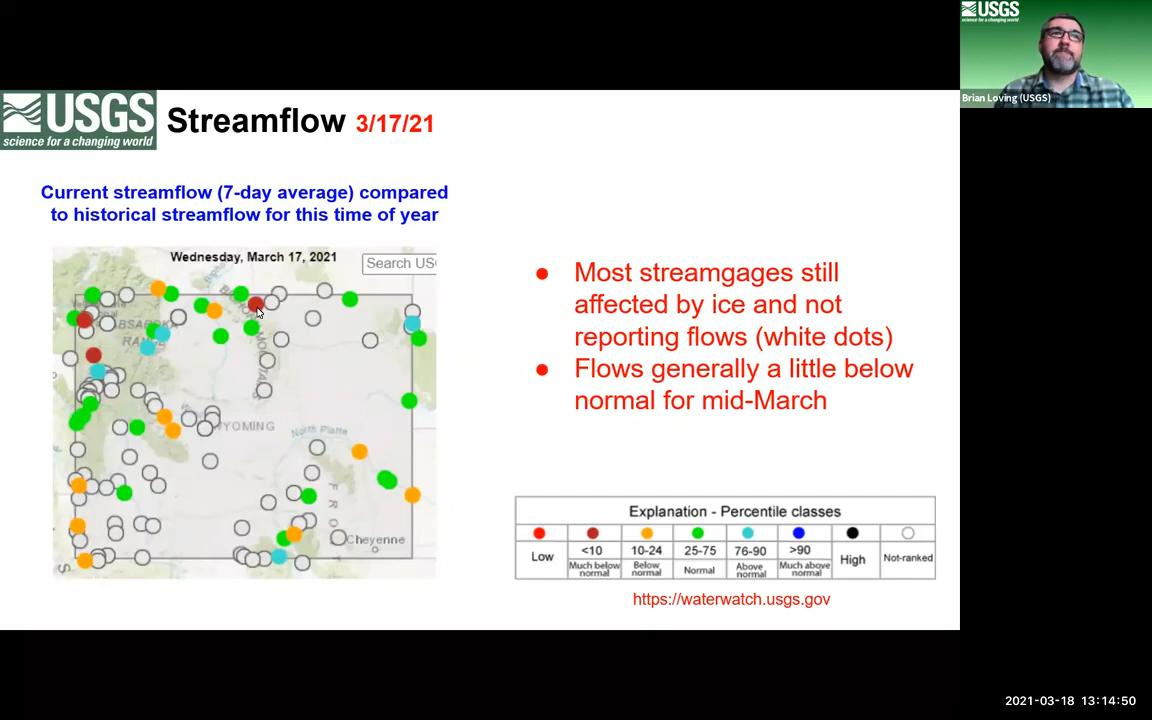 USGS
science for a changing world
Brian Loving (USGS)
USGS
science for a changing world
Streamflow 3/17/21
Current streamflow (7-day average) compared
to historical streamflow for this time of year
Wednesday, March 17, 2021
Search US
ABSAROKA
RANGE
WYOMING
North Platte
Cheyenne
● Most streamgages still
affected by ice and not
reporting flows (white dots)
● Flows generally a little below
normal for mid-March
Explanation - Percentile classes
Low
<10
Much below
normal
10-24
Below
normal
25-75
Normal
76-90
Above
normal
>90
Much above
normal
High
Not-ranked
https://waterwatch.usgs.gov
2021-03-18 13:14:50